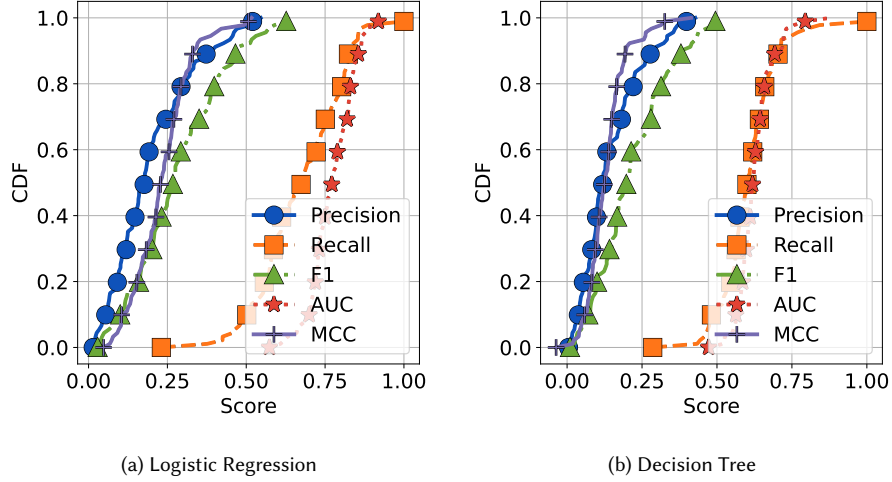 1.0
0.8
0.6
0.4
0.2
0.0
CDF
0.00 0.25 0.50 0.75 1.00
Score
Precision
Recall
F1
AUC
MCC
(a) Logistic Regression
1.0
0.8
0.6
0.4
0.2
0.0
CDF
0.00 0.25 0.50 0.75 1.00
Score
Precision
Recall
F1
AUC
MCC
(b) Decision Tree